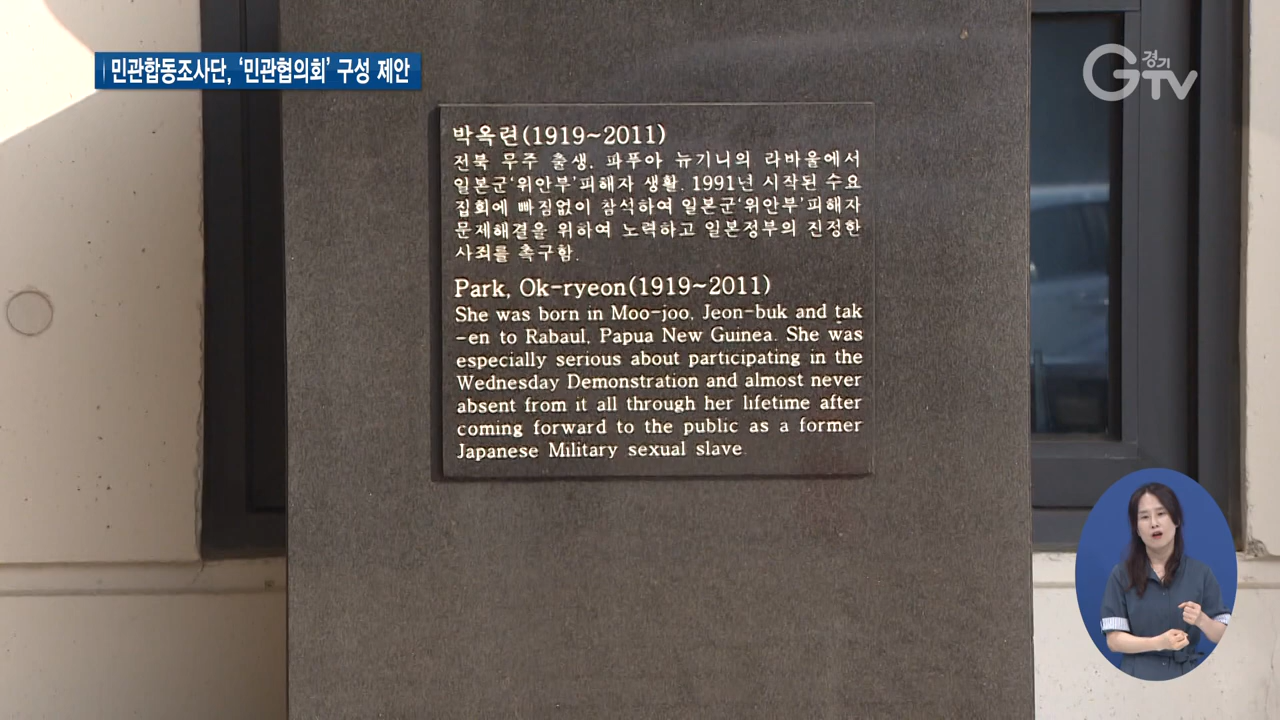 민관합동조사단, ‘민관협의회’ 구성 제안
경기
GTV
박옥련(1919~2011)
전북 무주 출생. 파푸아 뉴기니의 라바울에서
일본군‘위안부’피해자 생활. 1991년 시작된 수요
집회에 빠짐없이 참석하여 일본군‘위안부’피해자
문제해결을 위하여 노력하고 일본정부의 진정한
사죄를 촉구함.
Park, Ok-ryeon(1919~2011)
She was born in Moo-joo, Jeon-buk and tak
-en to Rabaul, Papua New Guinea. She was
especially serious about participating in the
Wednesday Demonstration and almost never
absent from it all through her lifetime after
coming forward to the public as a former
Japanese Military sexual slave